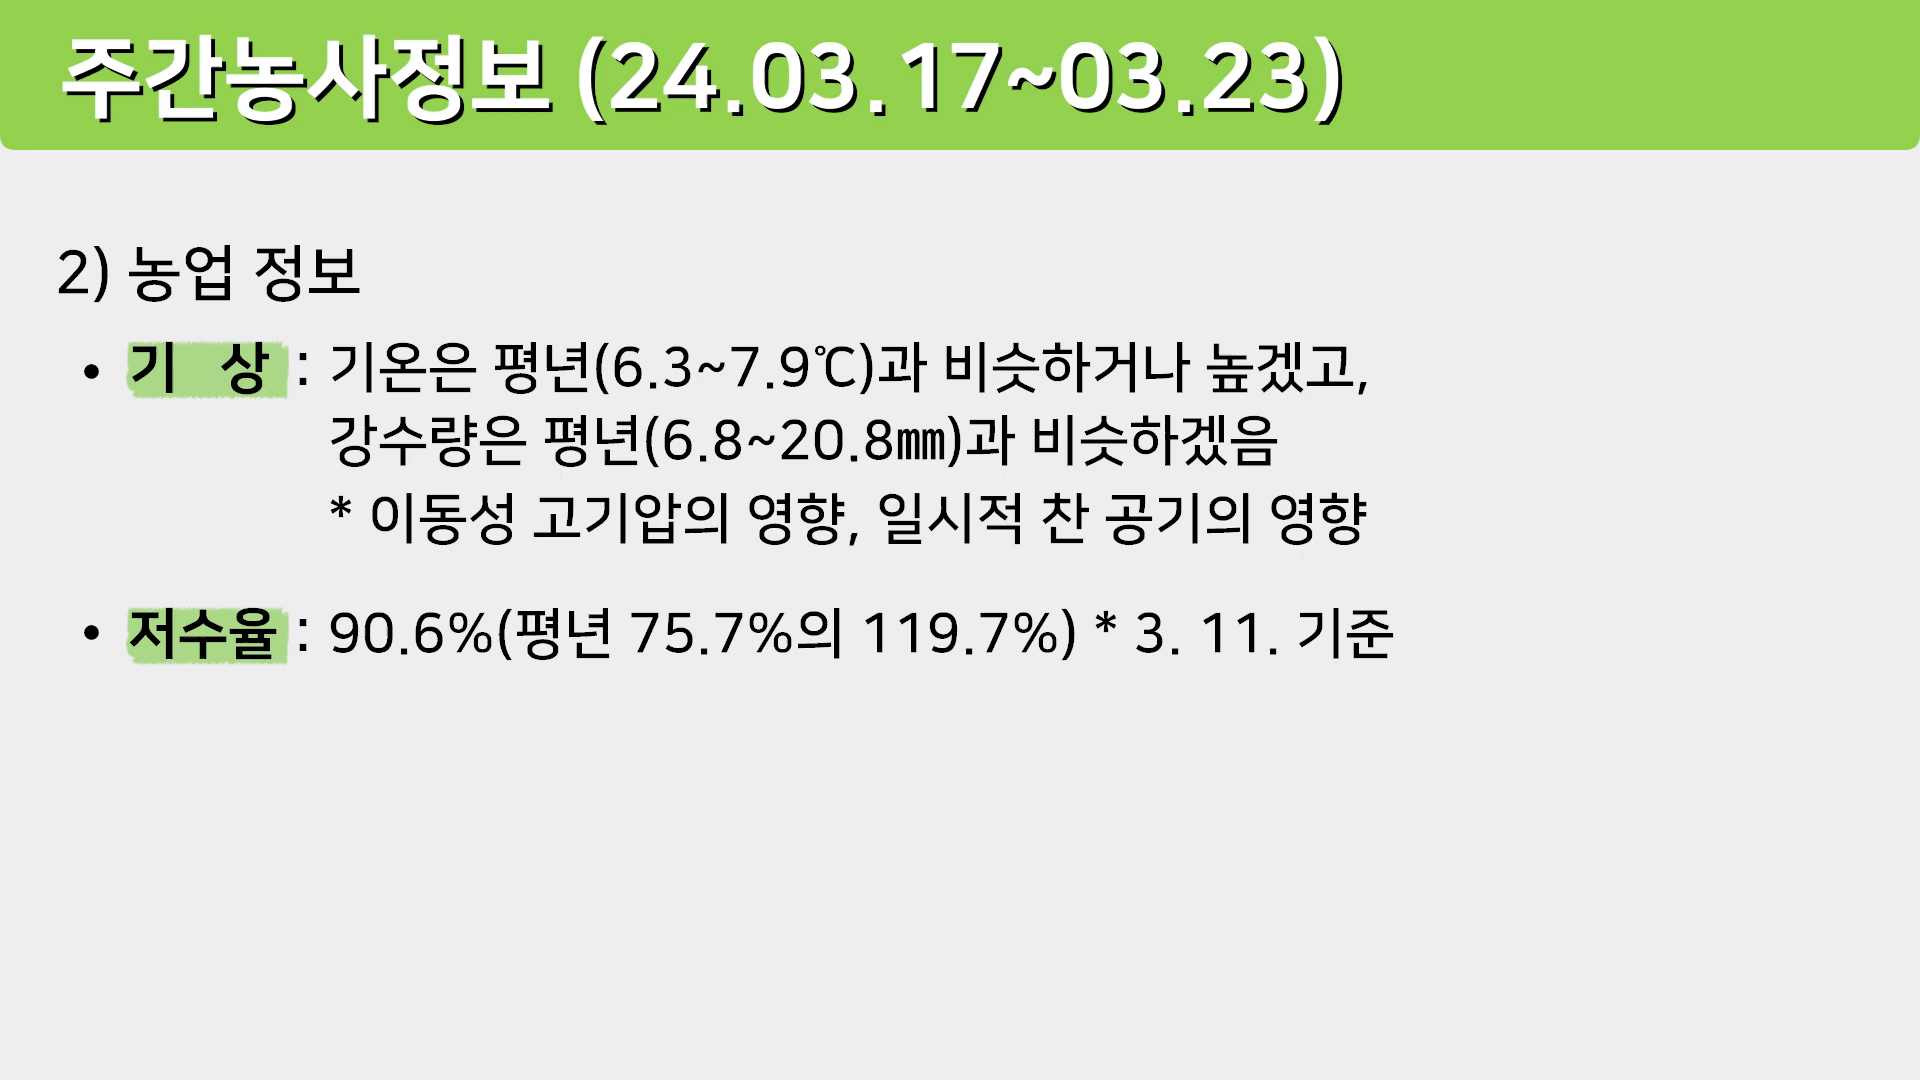 주간농사정보 (24.03.17~03.23)
2) 농업 정보
• 기 상 : 기온은 평년(6.3~7.9℃)과 비슷하거나 높겠고,
강수량은 평년(6.8~20.8㎜)과 비슷하겠음
* 이동성 고기압의 영향, 일시적 찬 공기의 영향
• 저수율 : 90.6%(평년 75.7%의 119.7%) * 3. 11. 기준